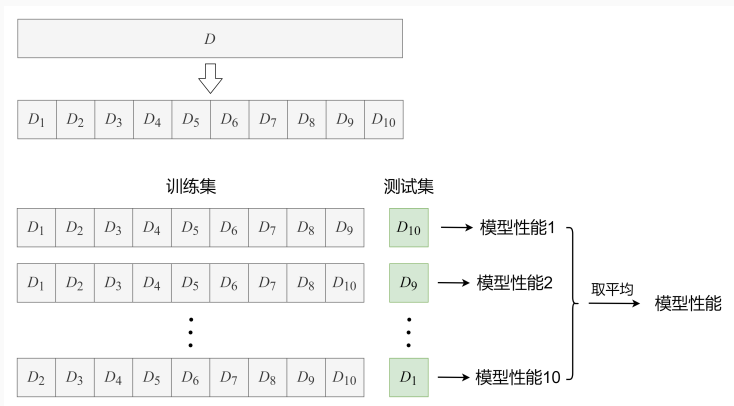 D
D₁ D₂ D₃ D₄ D₅ D₆ D₇ D₈ D₉ D₁₀
训练集 测试集
D₁ D₂ D₃ D₄ D₅ D₆ D₇ D₈ D₉ D₁₀ 模型性能1
D₁ D₂ D₃ D₄ D₅ D₆ D₇ D₈ D₁₀ D₉ 模型性能2
取平均 模型性能
D₂ D₃ D₄ D₅ D₆ D₇ D₈ D₉ D₁₀ D₁ 模型性能10